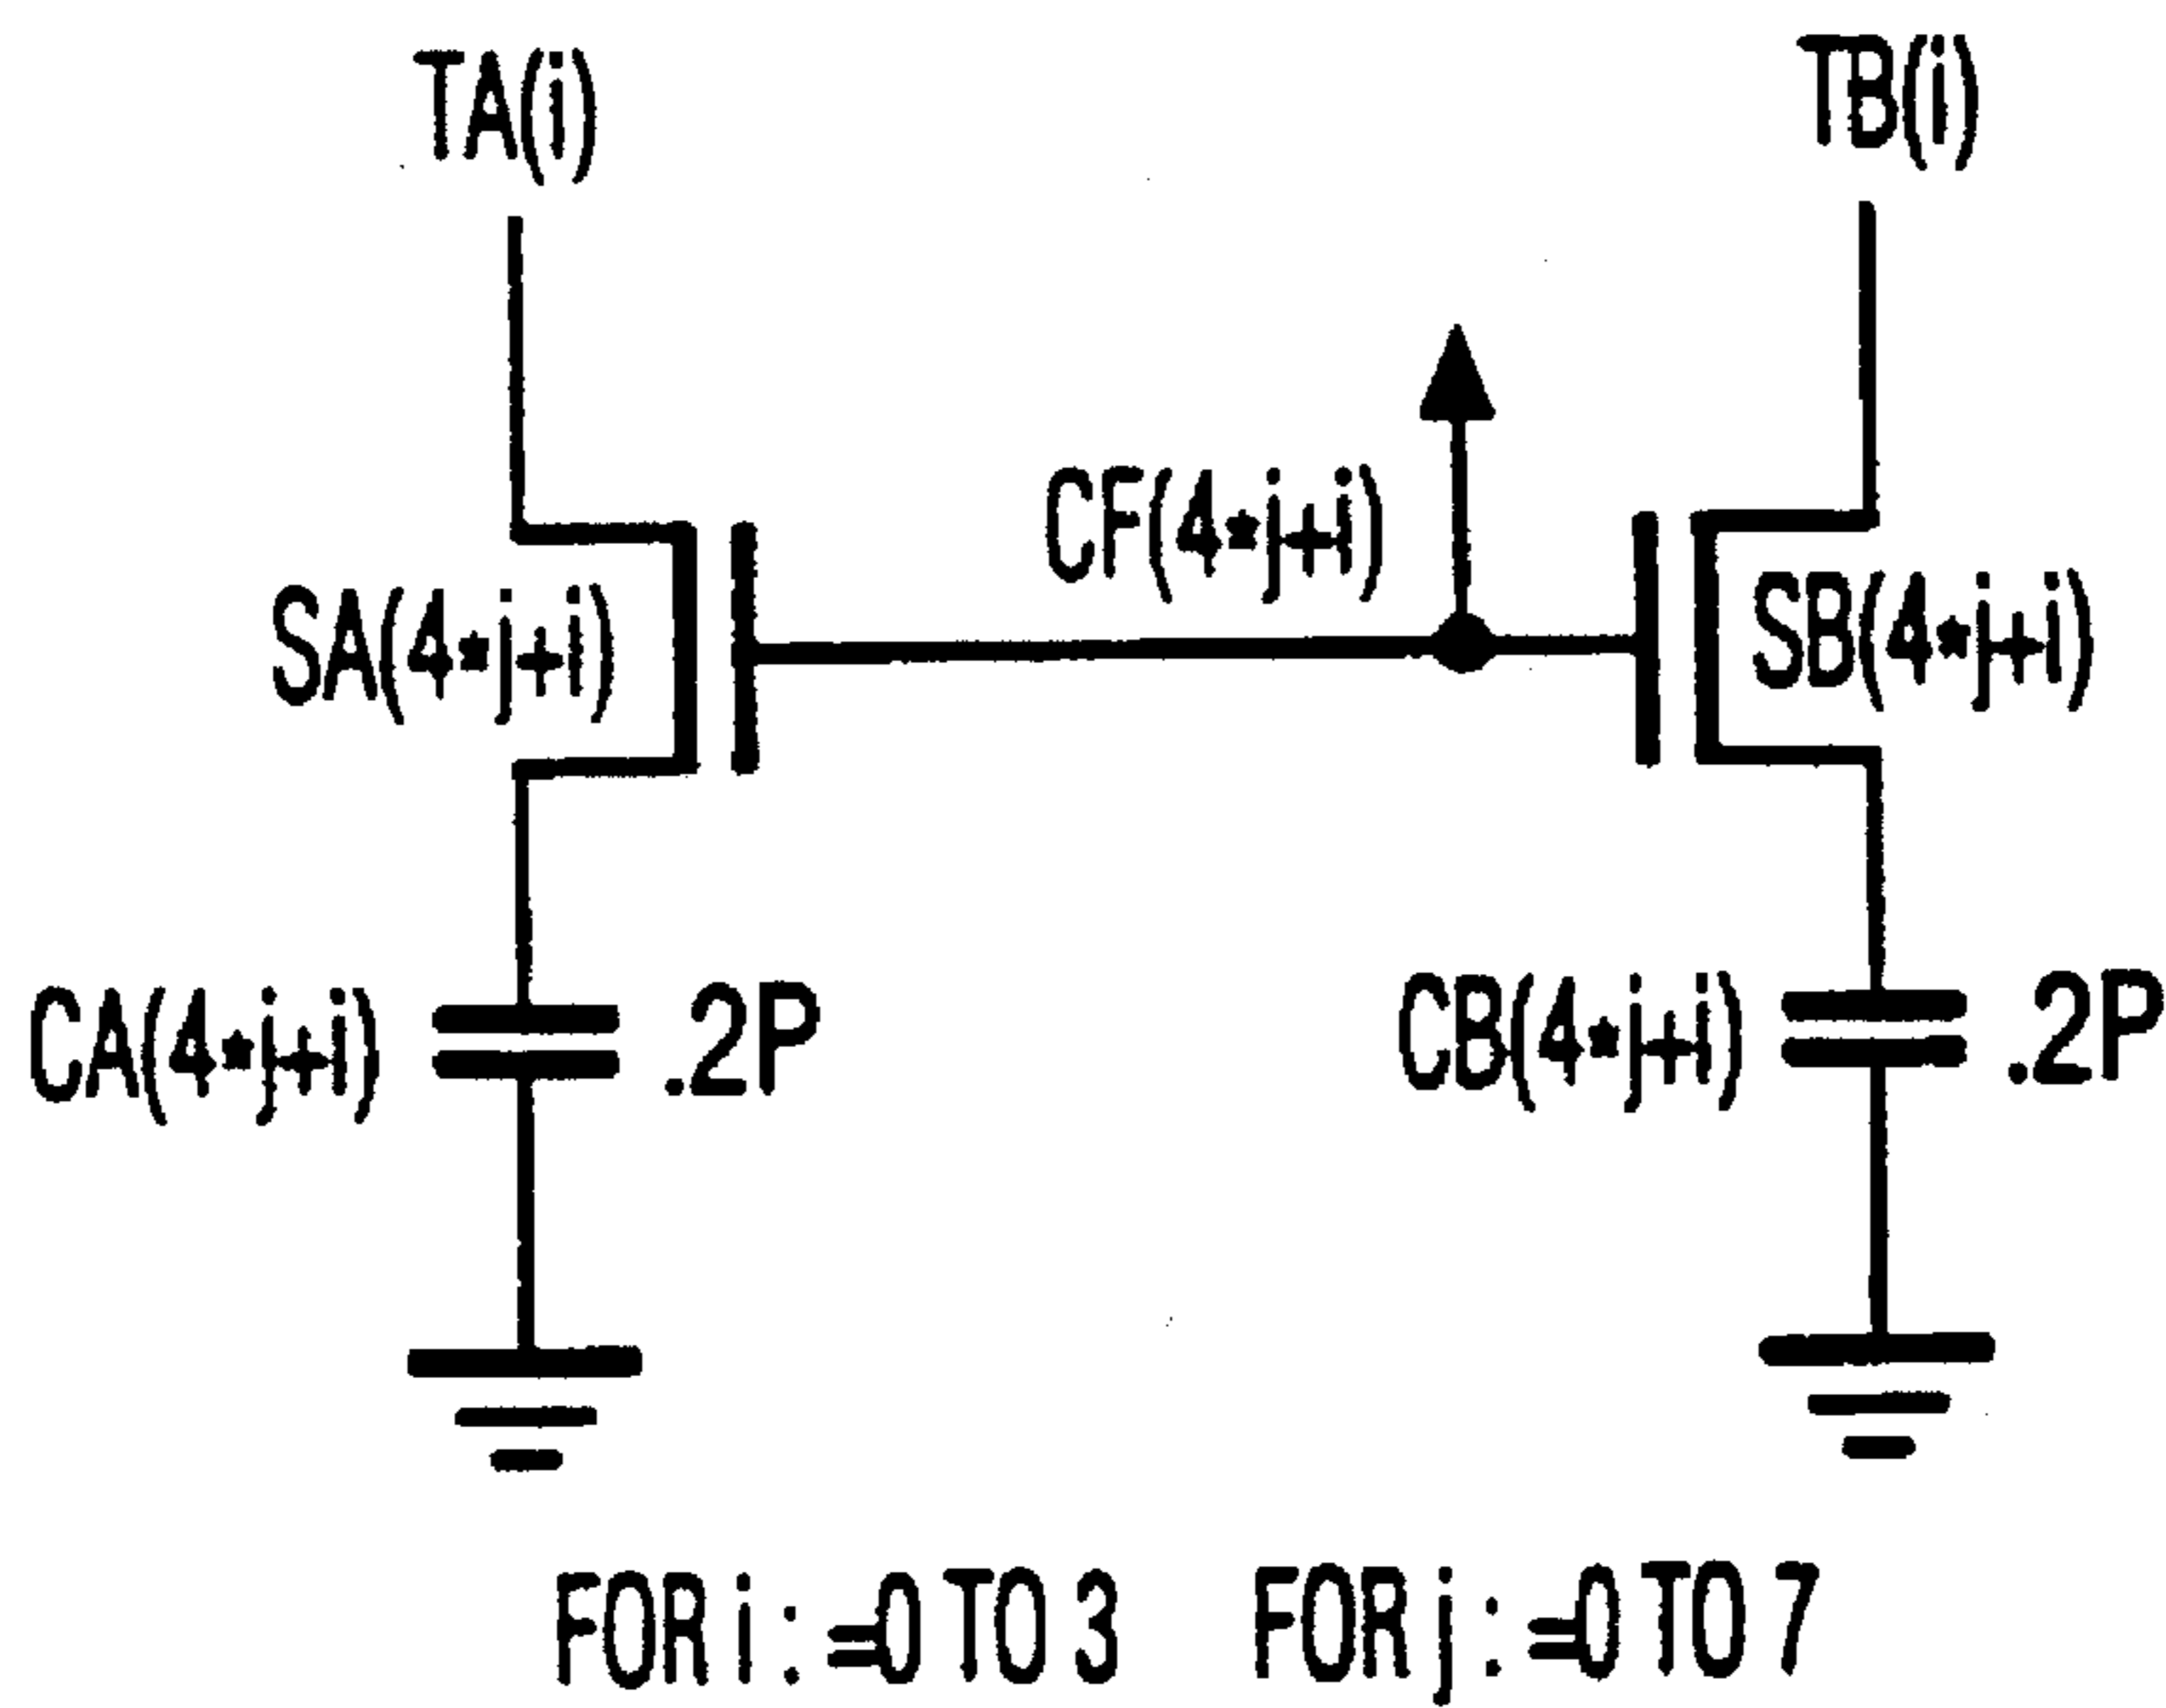 TA(i)
TB(i)
CF(4*j+i)
SA(4*j+i)
SB(4*j+i)
CA(4*j+i)
.2P
CB(4*j+i)
.2P
FOR i := 0 TO 3
FOR j := 0 TO 7